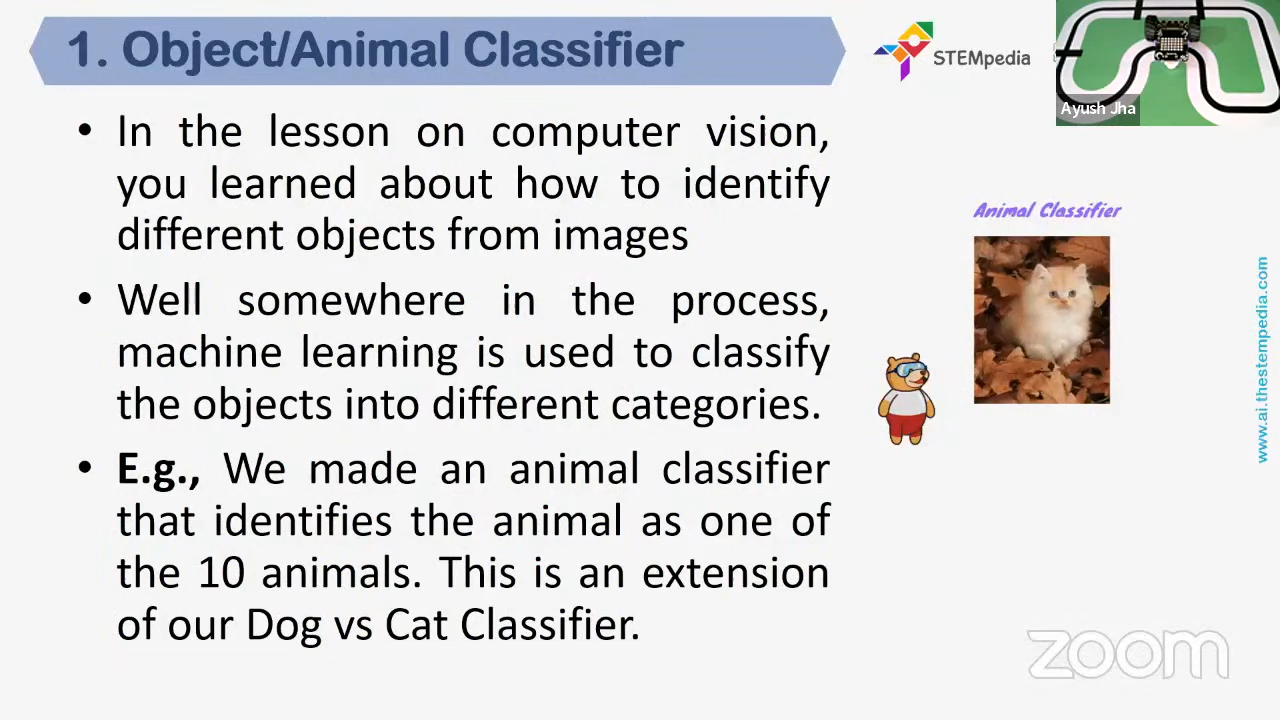 1. Object/Animal Classifier
STEMpedia
Ayush Jha
• In the lesson on computer vision,
you learned about how to identify
different objects from images
• Well somewhere in the process,
machine learning is used to classify
the objects into different categories.
• E.g., We made an animal classifier
that identifies the animal as one of
the 10 animals. This is an extension
of our Dog vs Cat Classifier.
Animal Classifier
www.ai.thestempedia.com
zoom